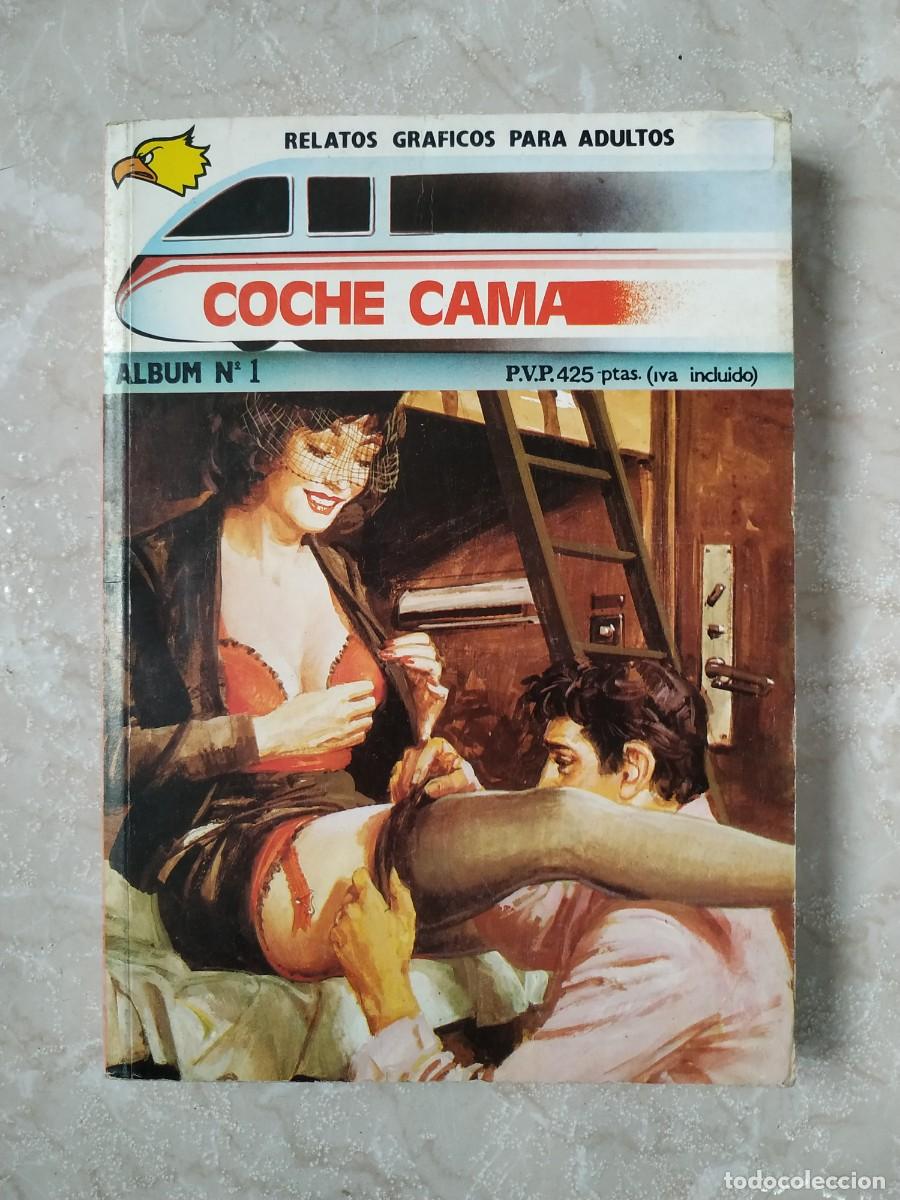 RELATOS GRAFICOS PARA ADULTOS
COCHE CAMA
ALBUM Nº 1
P.V.P. 425 ptas. (iva incluido)
todocoleccion